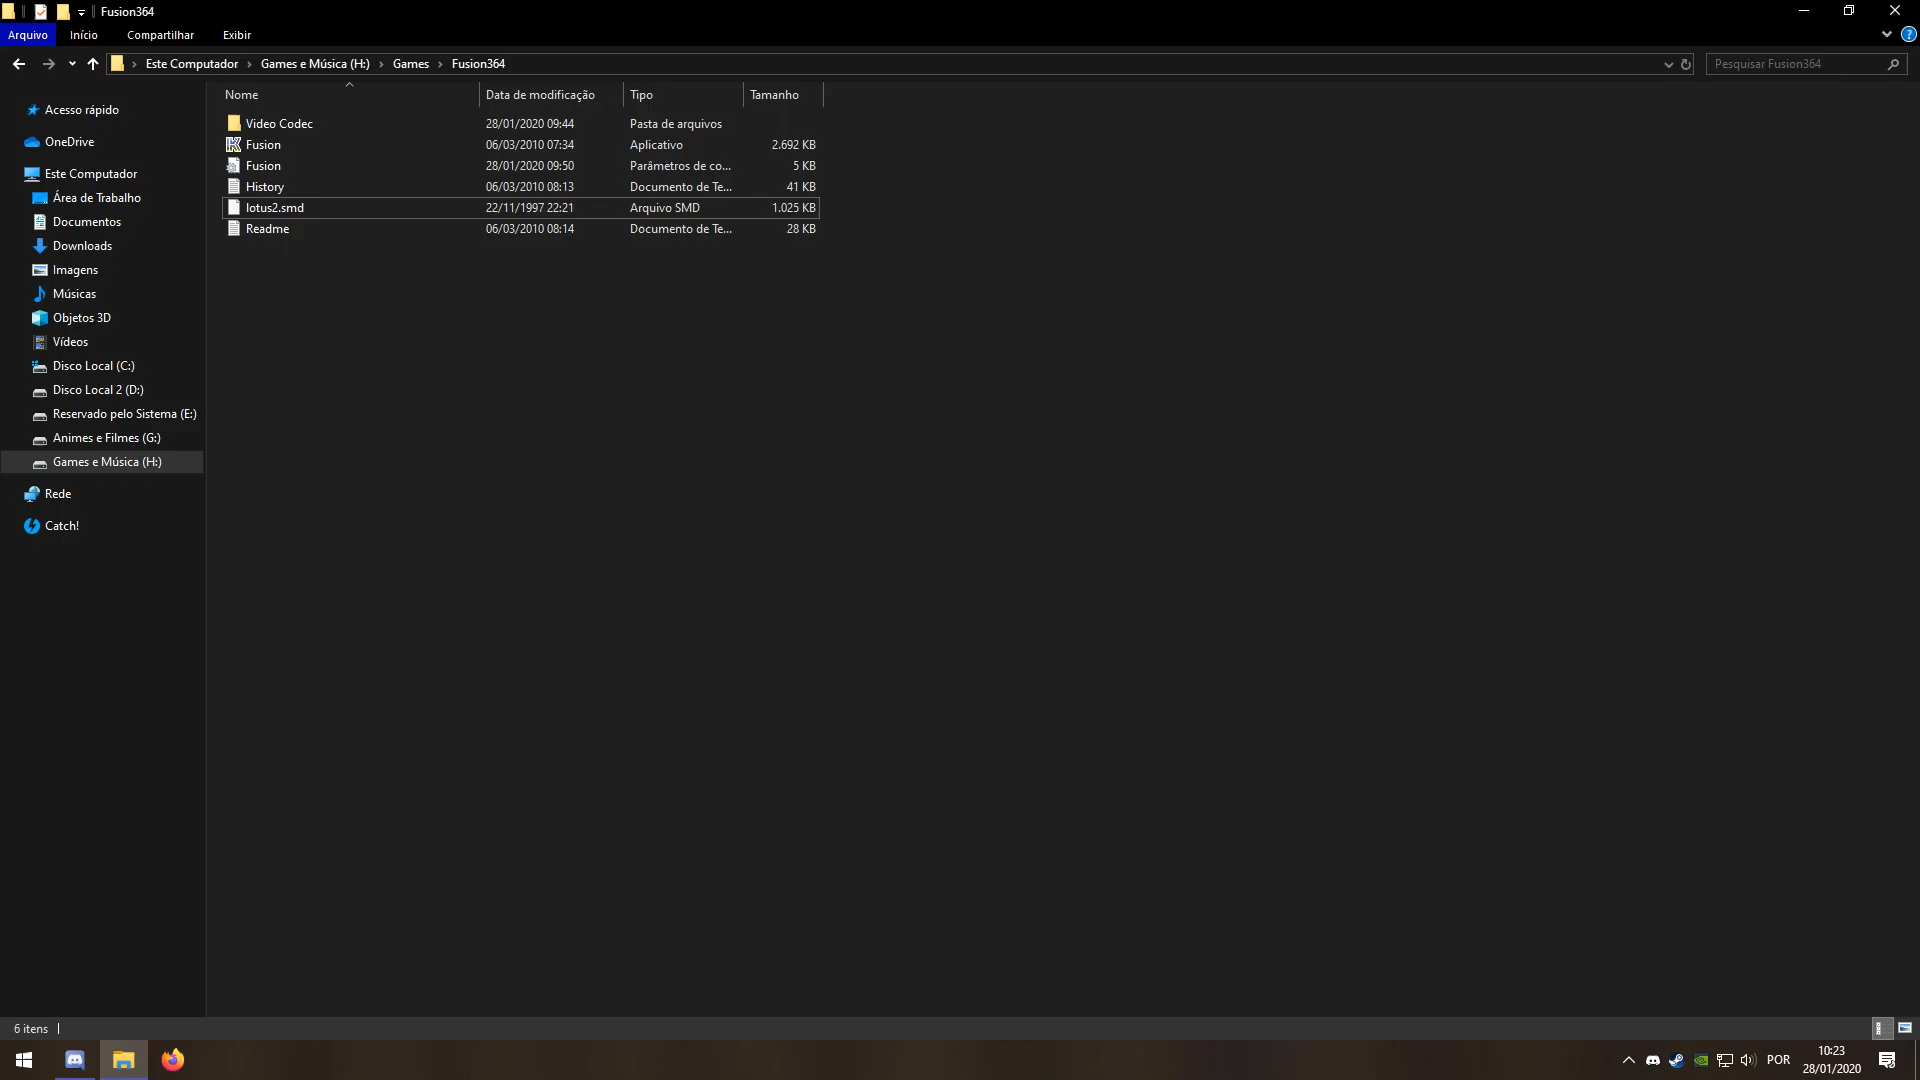 Fusion364
Arquivo Início Compartilhar Exibir
Este Computador Games e Música (H:) Games Fusion364 Pesquisar Fusion364
Nome Data de modificação Tipo Tamanho
Video Codec 28/01/2020 09:44 Pasta de arquivos
Fusion 06/03/2010 07:34 Aplicativo 2.692 KB
Fusion 28/01/2020 09:50 Parâmetros de co... 5 KB
History 06/03/2010 08:13 Documento de Te... 41 KB
lotus2.smd 22/11/1997 22:21 Arquivo SMD 1.025 KB
Readme 06/03/2010 08:14 Documento de Te... 28 KB
Acesso rápido
OneDrive
Este Computador
Área de Trabalho
Documentos
Downloads
Imagens
Músicas
Objetos 3D
Vídeos
Disco Local (C:)
Disco Local 2 (D:)
Reservado pelo Sistema (E:)
Animes e Filmes (G:)
Games e Música (H:)
Rede
Catch!
6 itens
POR
10:23
28/01/2020